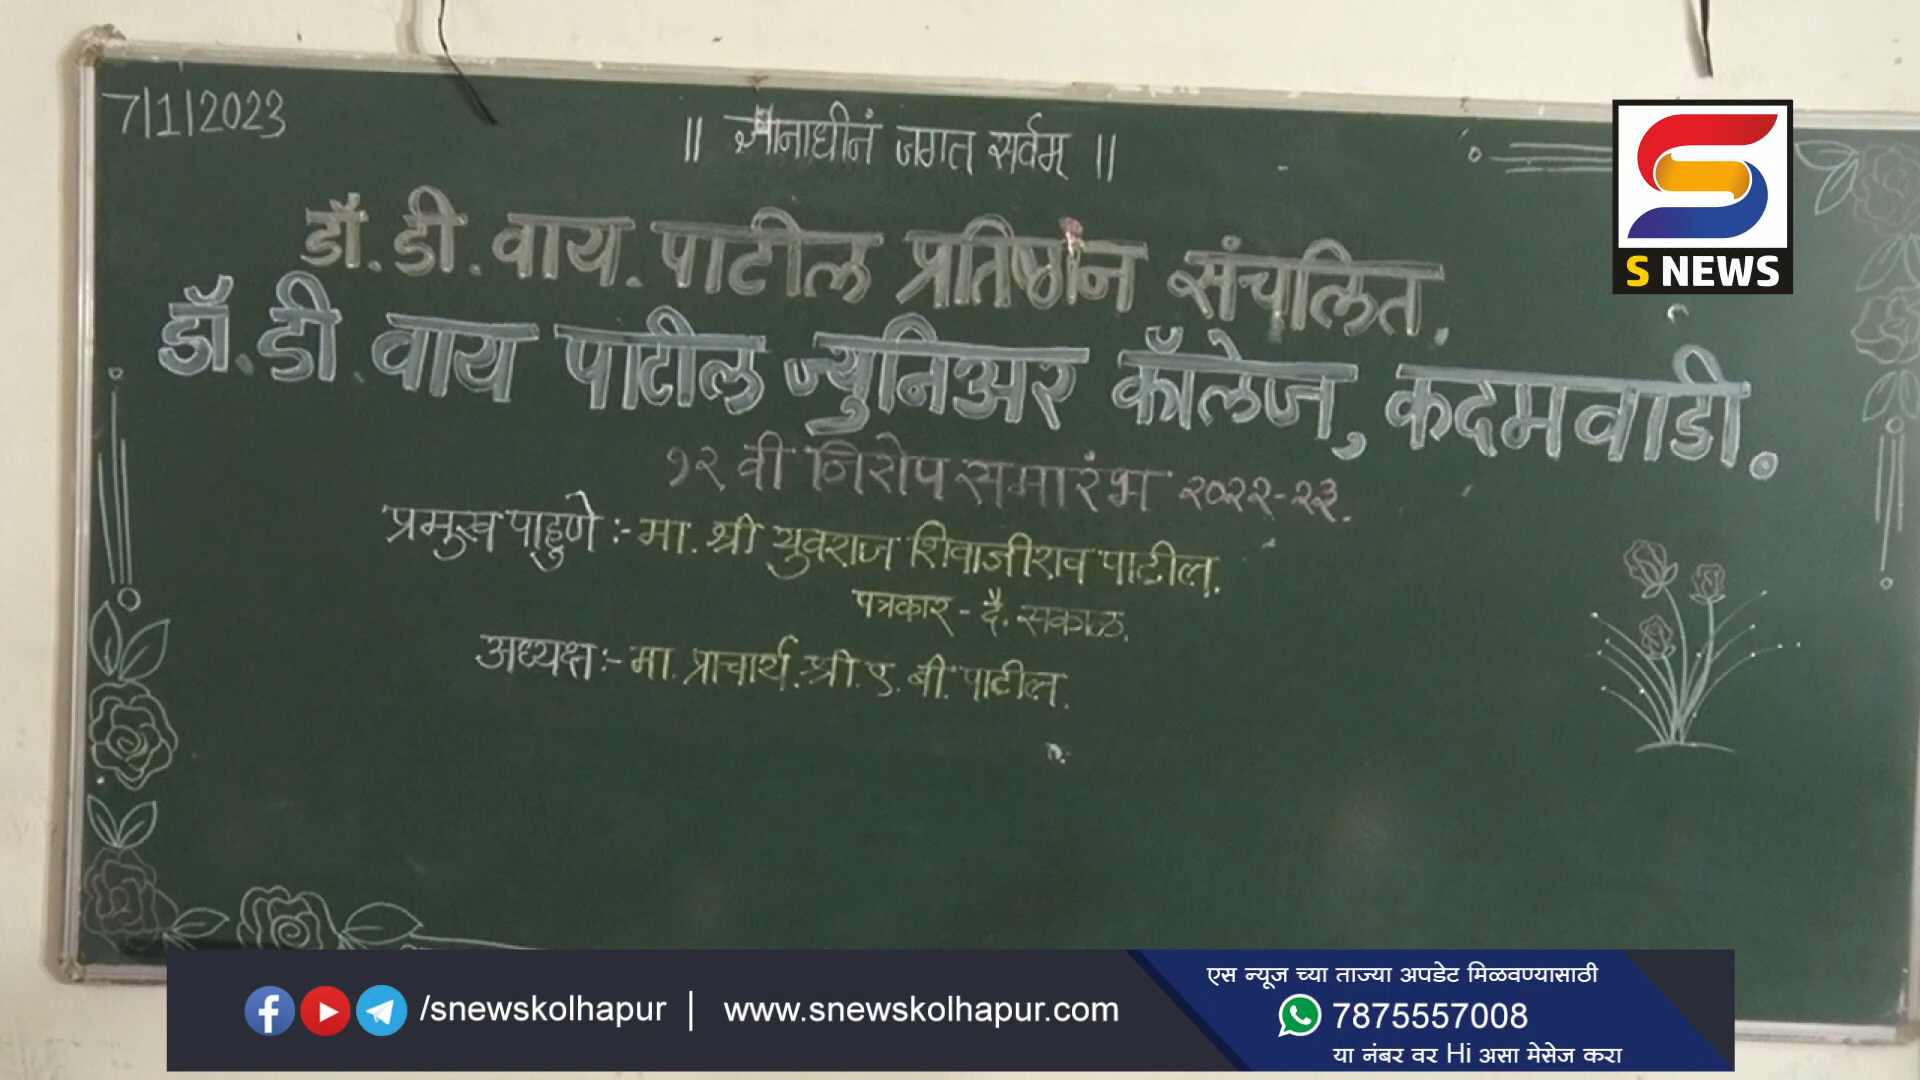 7/1/2023
॥ ज्ञानाधीनं जगत सर्वम् ॥
डॉ. डी. वाय. पाटील प्रतिष्ठान संचलित.
डॉ. डी. वाय पाटील ज्युनिअर कॉलेज, कदमवाडी.
१२ वी निरोप समारंभ २०२२-२३.
प्रमुख पाहुणे :- मा. श्री युवराज शिवाजीराव पाटील.
पत्रकार - दै. सकाळ.
अध्यक्ष :- मा. प्राचार्य. श्री. ए. बी. पाटील.
S NEWS
/snewskolhapur | www.snewskolhapur.com
एस न्यूज च्या ताज्या अपडेट मिळवण्यासाठी
7875557008
या नंबर वर Hi असा मेसेज करा